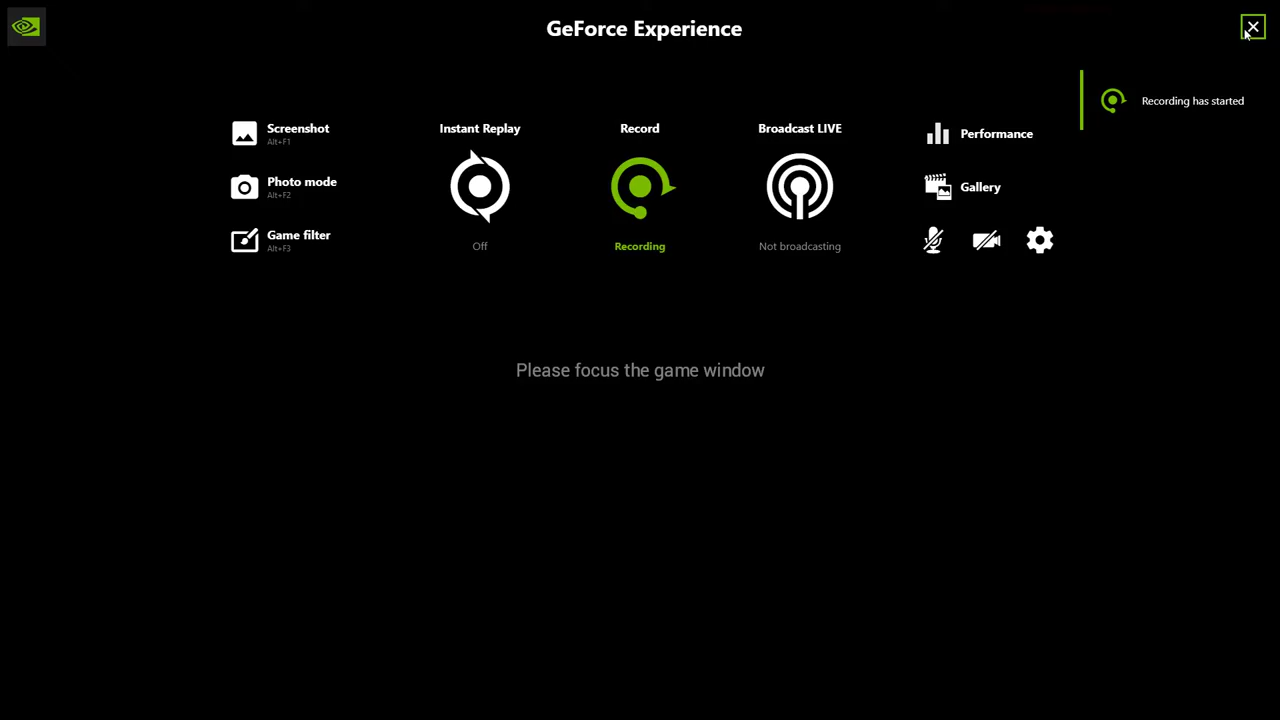 GeForce Experience
Recording has started
Screenshot
Alt+F1
Photo mode
Alt+F2
Game filter
Alt+F3
Instant Replay
Off
Record
Recording
Broadcast LIVE
Not broadcasting
Performance
Gallery
Please focus the game window